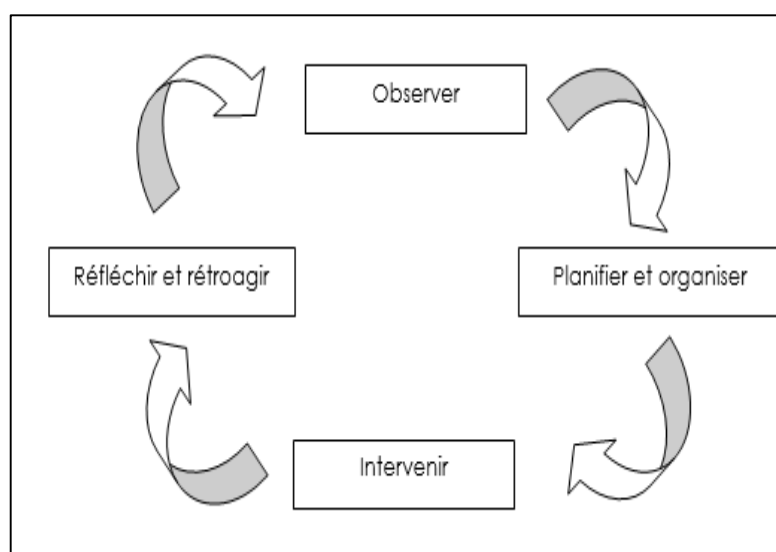 Observer
Réfléchir et rétroagir
Planifier et organiser
Intervenir